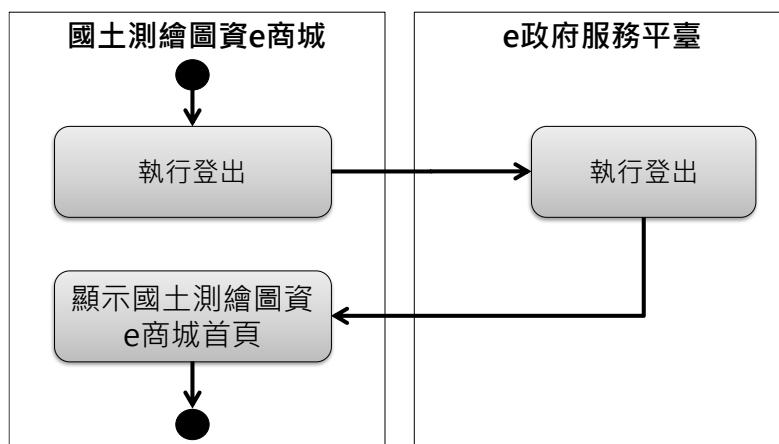 國土測繪圖資e商城
e政府服務平臺
執行登出
執行登出
顯示國土測繪圖資
e商城首頁